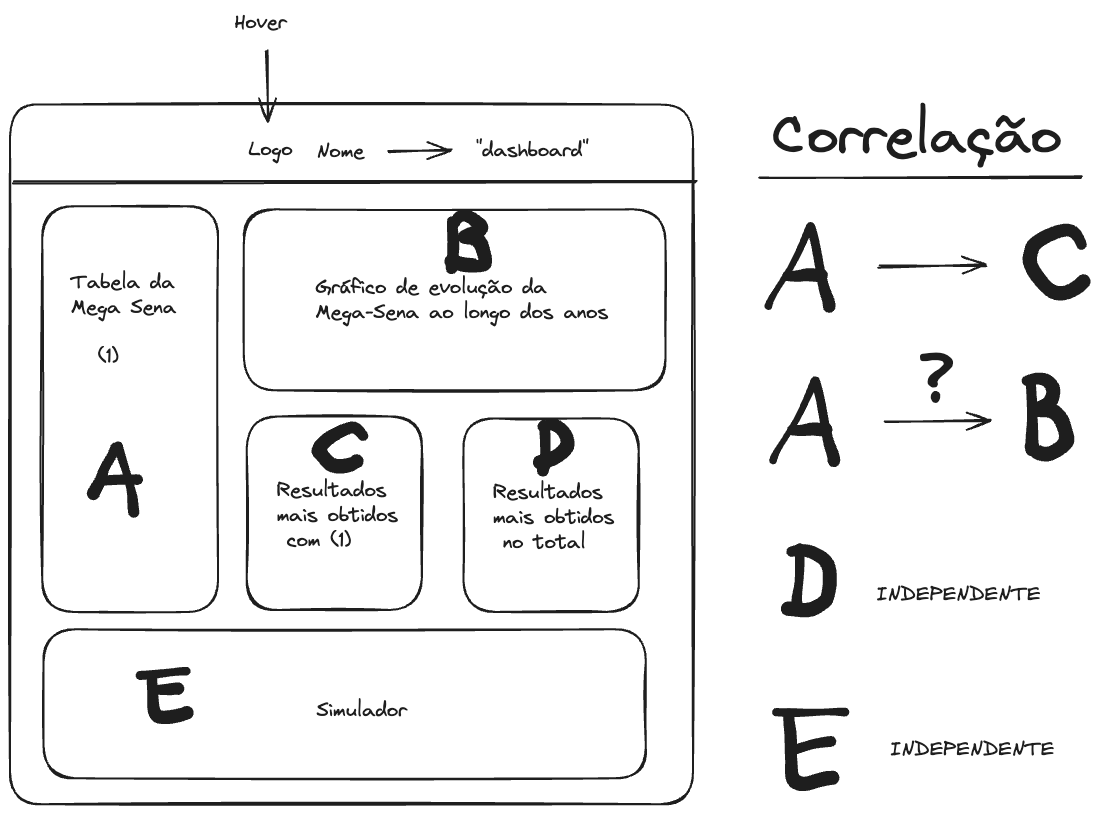 Hover
Logo Nome "dashboard"
Tabela da
Mega Sena
(1)
A
B
Gráfico de evolução da
Mega-Sena ao longo dos anos
C
Resultados
mais obtidos
com (1)
D
Resultados
mais obtidos
no total
E
Simulador
Correlação
A C
?
A B
D INDEPENDENTE
E INDEPENDENTE